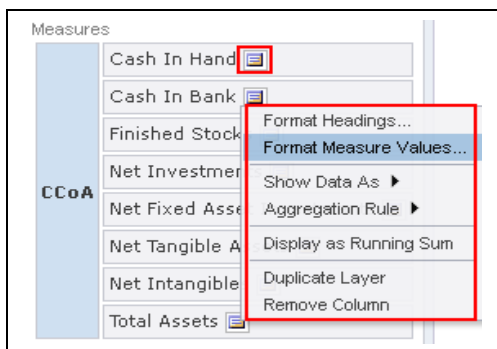 Measures
Cash In Hand
Cash In Bank
Finished Stock
Format Headings...
Format Measure Values...
Net Investmen
Show Data As
CCoA
Net Fixed Asse
Aggregation Rule
Net Tangible A
Display as Running Sum
Net Intangible
Duplicate Layer
Remove Column
Total Assets